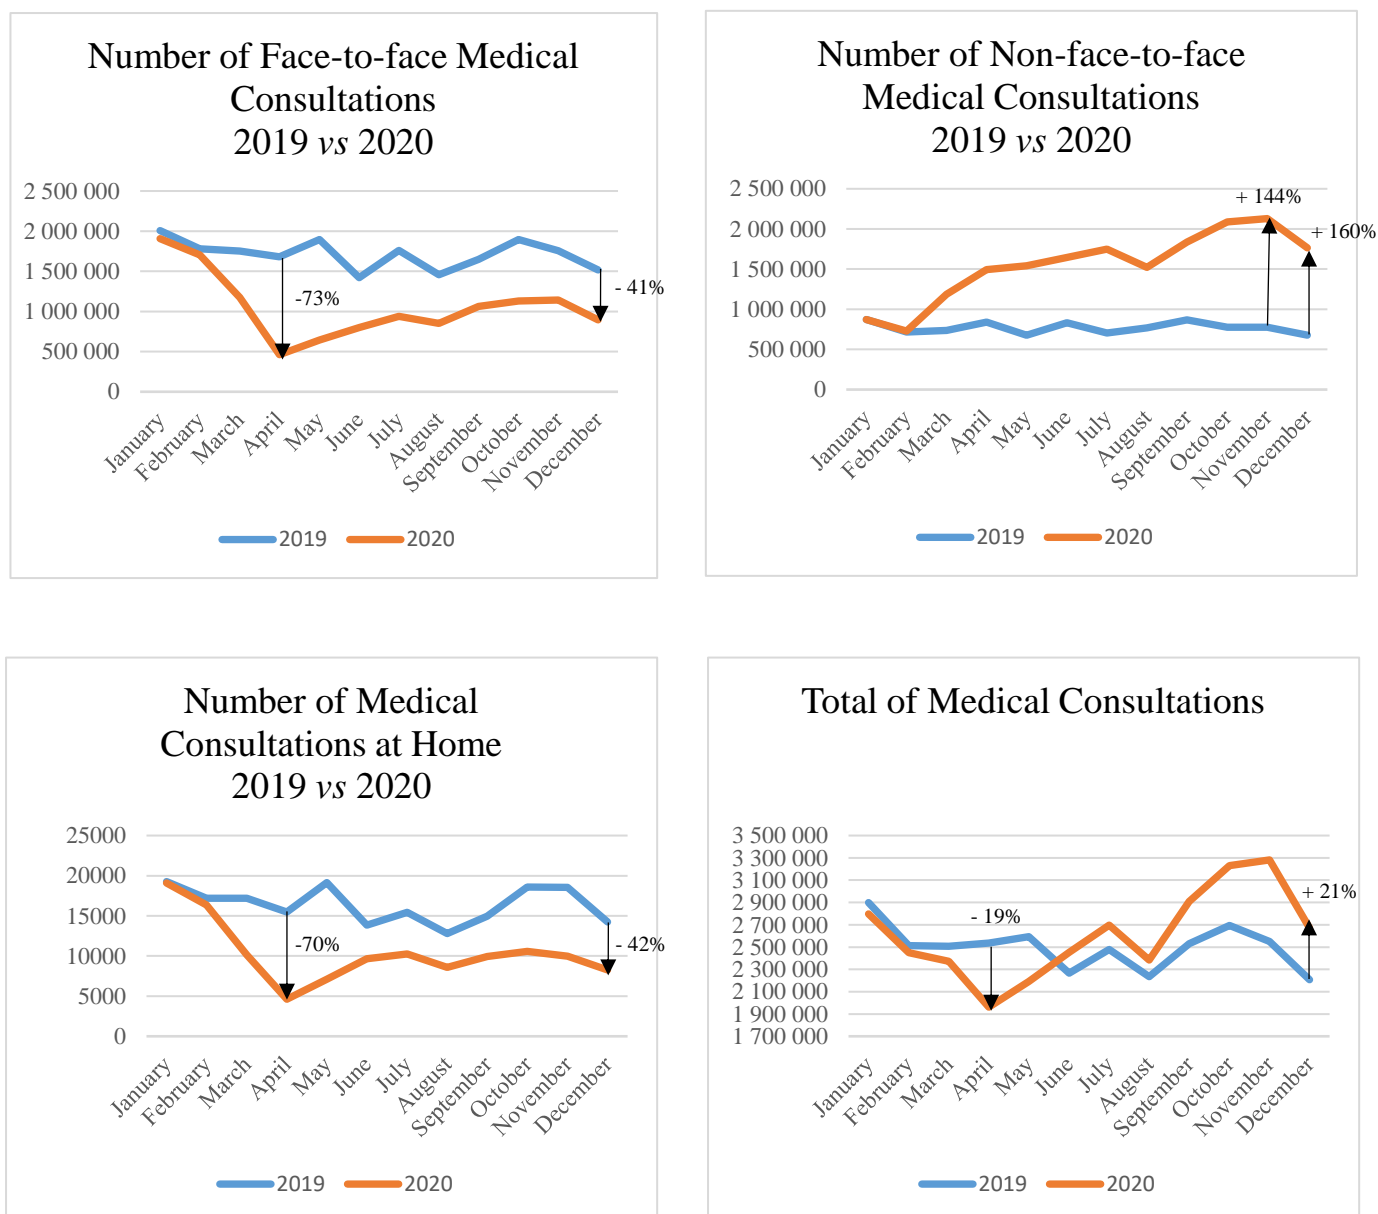 Number of Face-to-face Medical
Consultations
2019 vs 2020
2 500 000
2 000 000
1 500 000
1 000 000
500 000
0
-73%
- 41%
January
February
March
April
May
June
July
August
September
October
November
December
2019
2020
Number of Non-face-to-face
Medical Consultations
2019 vs 2020
2 500 000
2 000 000
1 500 000
1 000 000
500 000
0
+ 144%
+ 160%
January
February
March
April
May
June
July
August
September
October
November
December
2019
2020
Number of Medical
Consultations at Home
2019 vs 2020
25000
20000
15000
10000
5000
0
-70%
- 42%
January
February
March
April
May
June
July
August
September
October
November
December
2019
2020
Total of Medical Consultations
3 500 000
3 300 000
3 100 000
2 900 000
2 700 000
2 500 000
2 300 000
2 100 000
1 900 000
1 700 000
- 19%
+ 21%
January
February
March
April
May
June
July
August
September
October
November
December
2019
2020